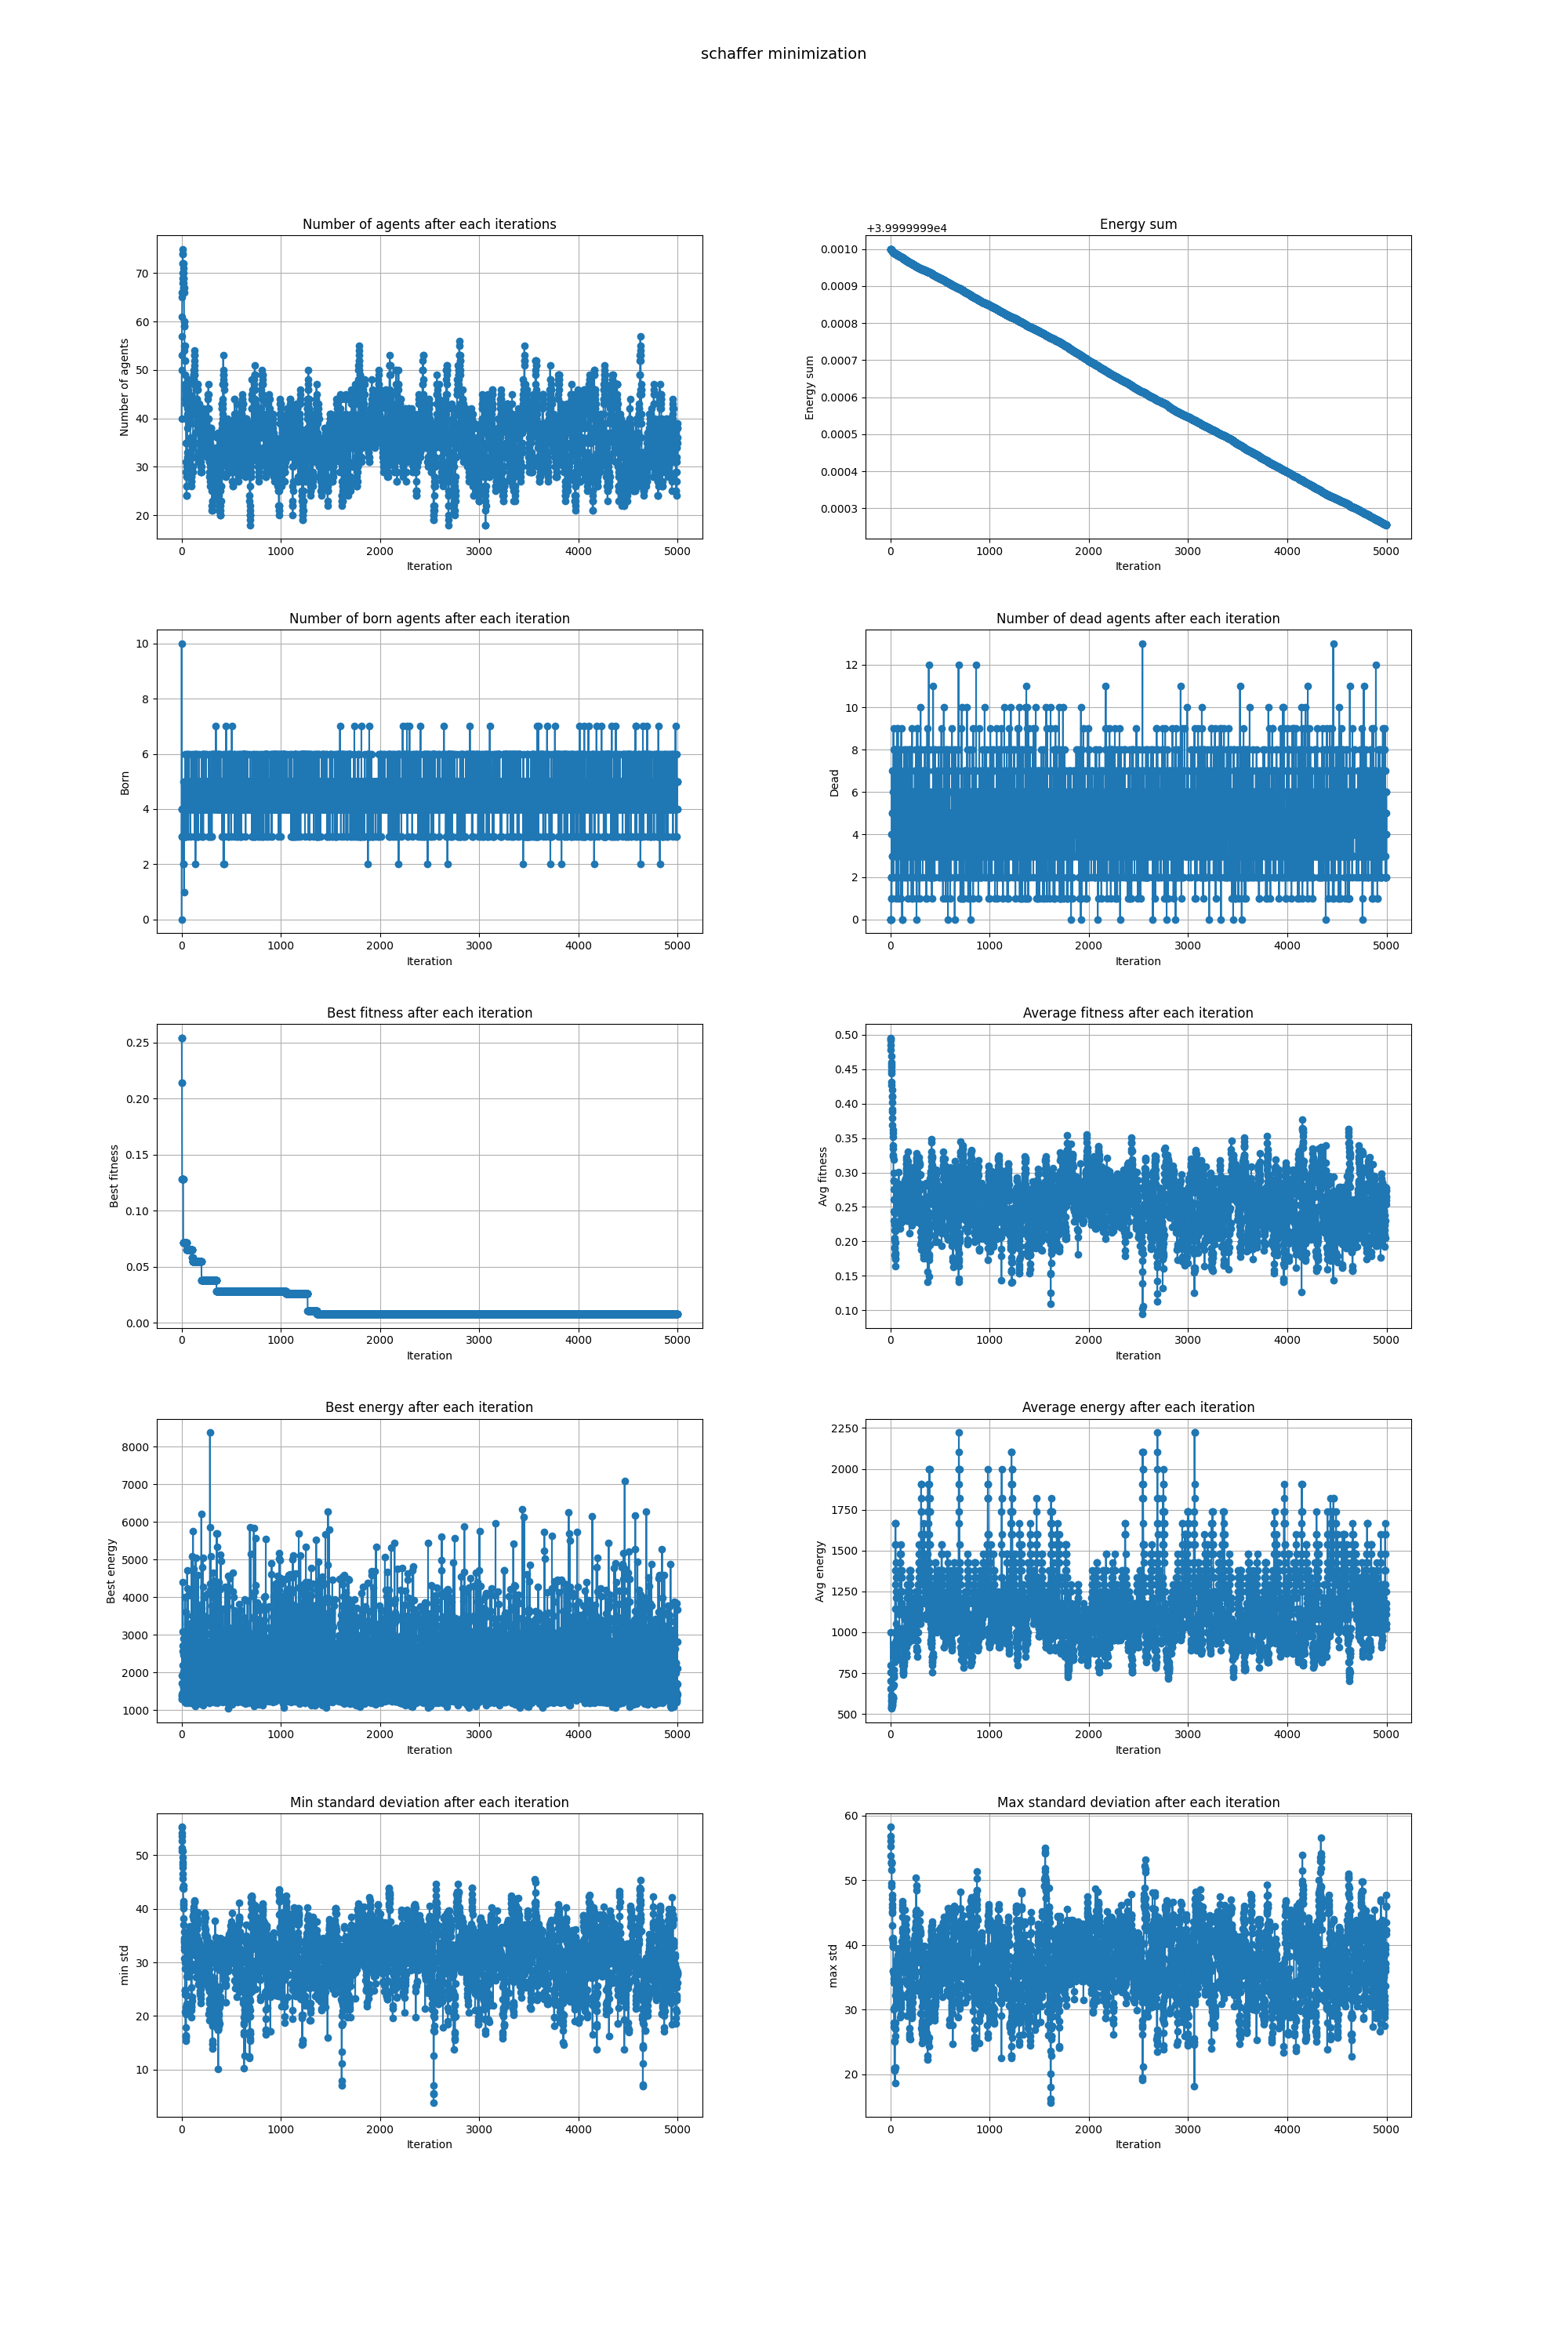 schaffer minimization
Number of agents after each iterations
Number of agents
70
60
50
40
30
20
0 1000 2000 3000 4000 5000
Iteration
Energy sum
+3.9999999e4
Energy sum
0.0010
0.0009
0.0008
0.0007
0.0006
0.0005
0.0004
0.0003
0 1000 2000 3000 4000 5000
Iteration
Number of born agents after each iteration
Born
10
8
6
4
2
0
0 1000 2000 3000 4000 5000
Iteration
Number of dead agents after each iteration
Dead
12
10
8
6
4
2
0
0 1000 2000 3000 4000 5000
Iteration
Best fitness after each iteration
Best fitness
0.25
0.20
0.15
0.10
0.05
0.00
0 1000 2000 3000 4000 5000
Iteration
Average fitness after each iteration
Avg fitness
0.50
0.45
0.40
0.35
0.30
0.25
0.20
0.15
0.10
0 1000 2000 3000 4000 5000
Iteration
Best energy after each iteration
Best energy
8000
7000
6000
5000
4000
3000
2000
1000
0 1000 2000 3000 4000 5000
Iteration
Average energy after each iteration
Avg energy
2250
2000
1750
1500
1250
1000
750
500
0 1000 2000 3000 4000 5000
Iteration
Min standard deviation after each iteration
min std
50
40
30
20
10
0 1000 2000 3000 4000 5000
Iteration
Max standard deviation after each iteration
max std
60
50
40
30
20
0 1000 2000 3000 4000 5000
Iteration